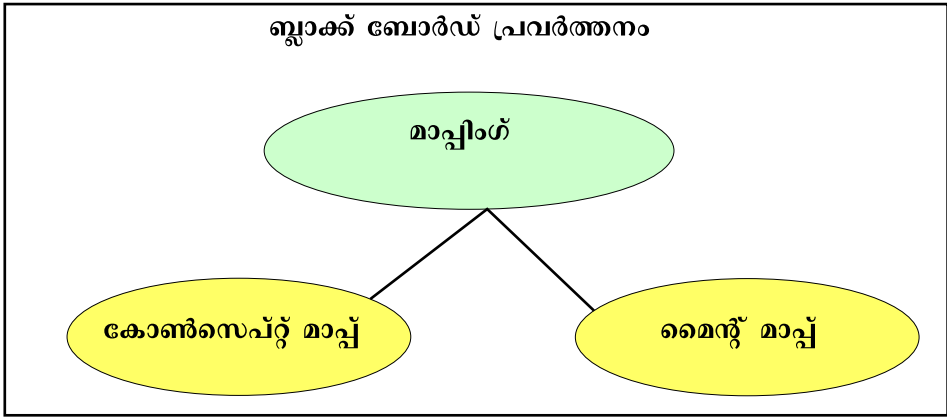 ബ്ലാക്ക് ബോർഡ് പ്രവർത്തനം
മാപ്പിംഗ്
കോൺസെപ്റ്റ് മാപ്പ്
മൈന്റ് മാപ്പ്